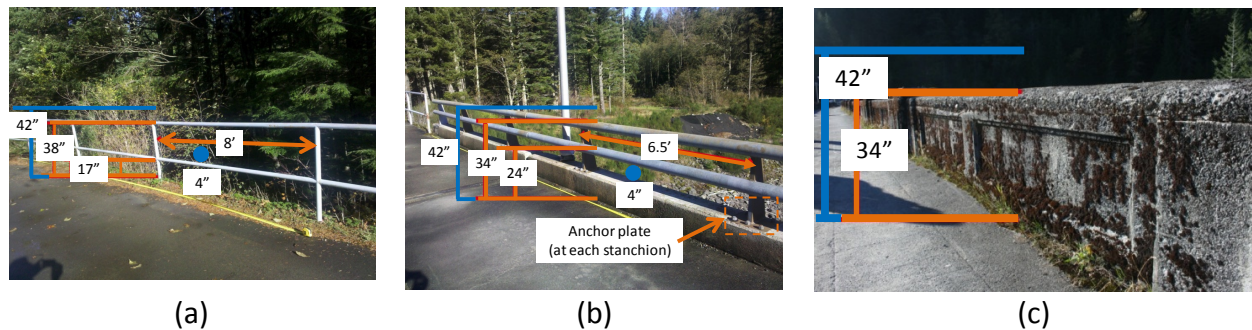 42”
38”
17”
8’
4”
42”
34”
24”
6.5’
4”
Anchor plate
(at each stanchion)
42”
34”
(a)
(b)
(c)